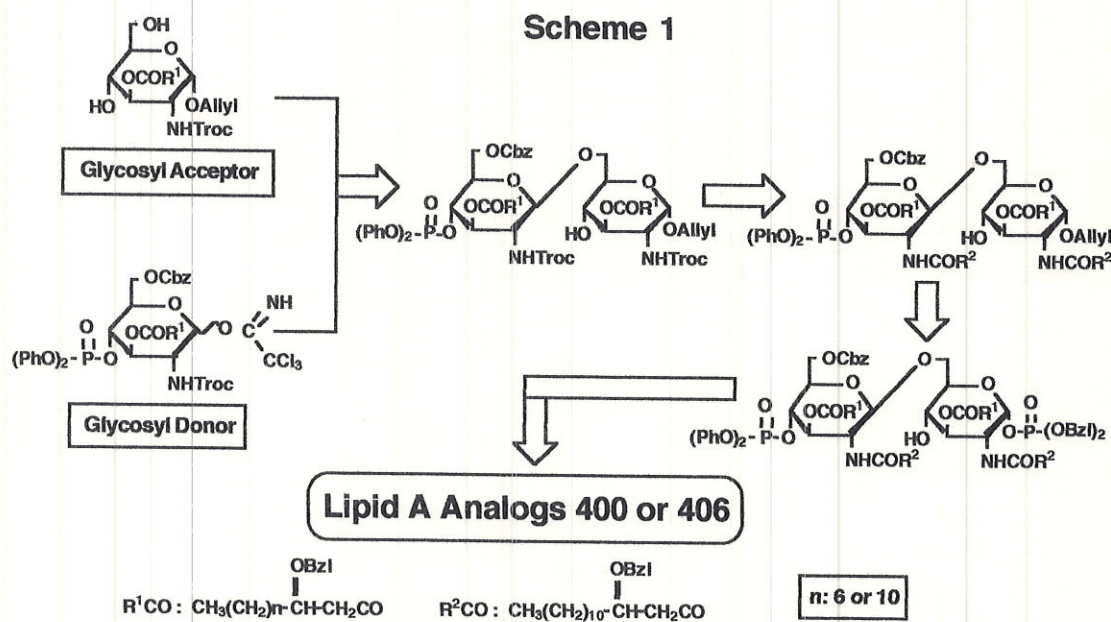 Scheme 1
OH
O
OCOR¹
HO
OAllyl
NHTroc
Glycosyl Acceptor
OCbz
O
NH
O
OCOR¹
O C
(PhO)₂-P-O
CCl₃
NHTroc
Glycosyl Donor
OCbz
O
O
O
O
OCOR¹
OCOR¹
(PhO)₂-P-O
HO
OAllyl
NHTroc
NHTroc
OCbz
O
O
O
O
OCOR¹
OCOR¹
(PhO)₂-P-O
HO
OAllyl
NHCOR²
NHCOR²
OCbz
O
O
O
O
OCOR¹
OCOR¹
O
(PhO)₂-P-O
HO
O-P-(OBzl)₂
NHCOR²
NHCOR²
Lipid A Analogs 400 or 406
OBzl
R¹CO : CH₃(CH₂)n-CH-CH₂CO
OBzl
R²CO : CH₃(CH₂)₁₀-CH-CH₂CO
n: 6 or 10